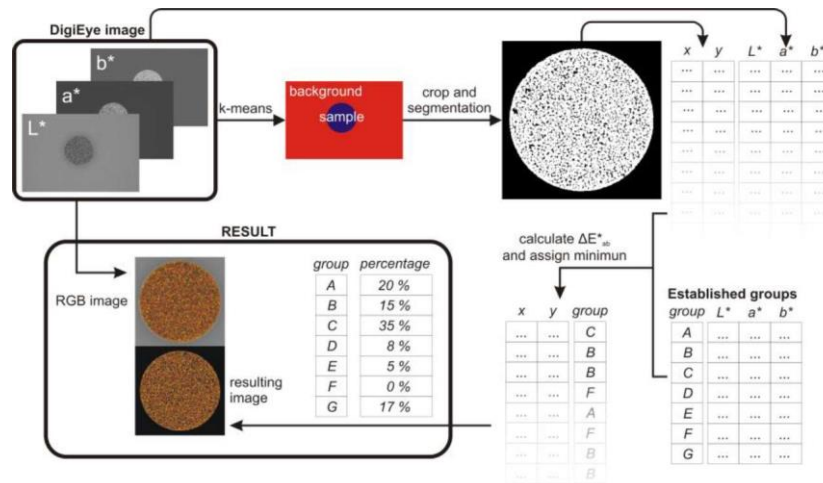 DigiEye image
b*
a*
L*
k-means
background
sample
crop and
segmentation
x y L* a* b*
... ... ... ... ...
... ... ... ... ...
... ... ... ... ...
... ... ... ... ...
... ... ... ... ...
... ... ... ... ...
... ... ... ... ...
... ... ... ... ...
calculate ΔE*ab
and assign minimun
RESULT
RGB image
resulting
image
group percentage
A 20 %
B 15 %
C 35 %
D 8 %
E 5 %
F 0 %
G 17 %
x y group
... ... C
... ... B
... ... B
... ... F
... ... A
... ... F
... ... B
... ... B
Established groups
group L* a* b*
A ... ... ...
B ... ... ...
C ... ... ...
D ... ... ...
E ... ... ...
F ... ... ...
G ... ... ...